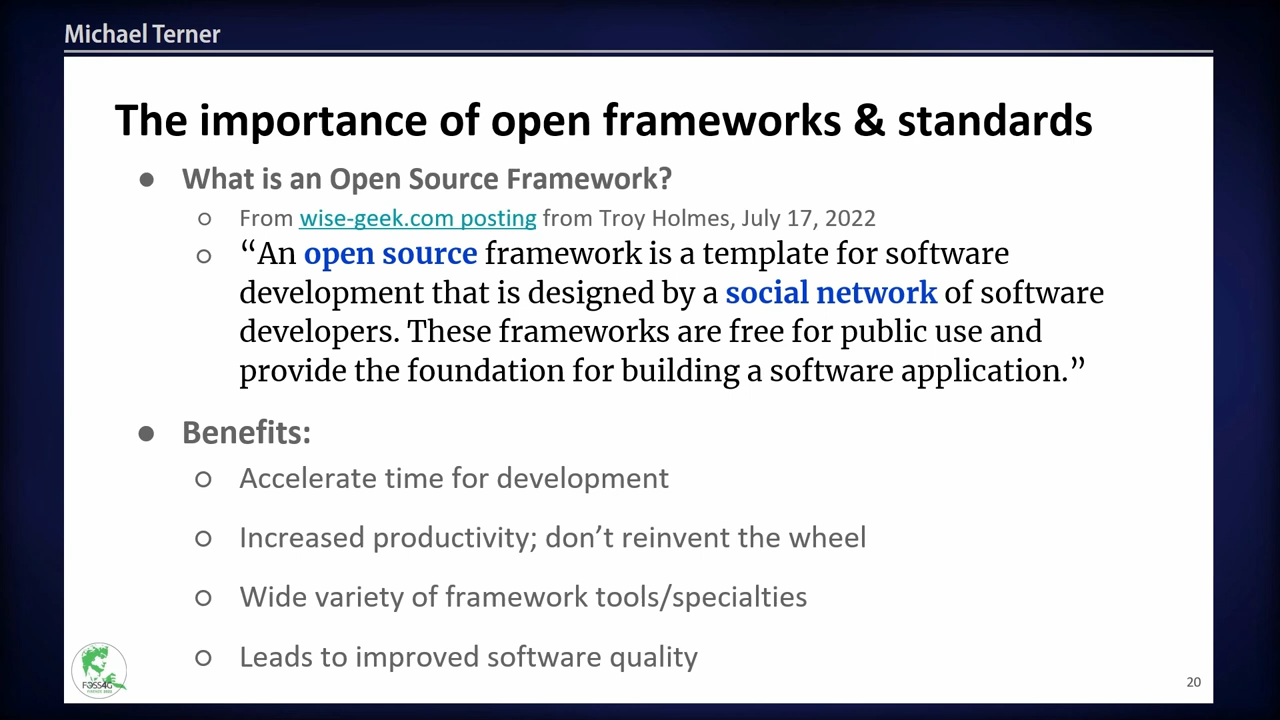 Michael Terner
The importance of open frameworks & standards
● What is an Open Source Framework?
○ From wise-geek.com posting from Troy Holmes, July 17, 2022
○ “An open source framework is a template for software
development that is designed by a social network of software
developers. These frameworks are free for public use and
provide the foundation for building a software application.”
● Benefits:
○ Accelerate time for development
○ Increased productivity; don’t reinvent the wheel
○ Wide variety of framework tools/specialties
○ Leads to improved software quality
FOSS4G
20